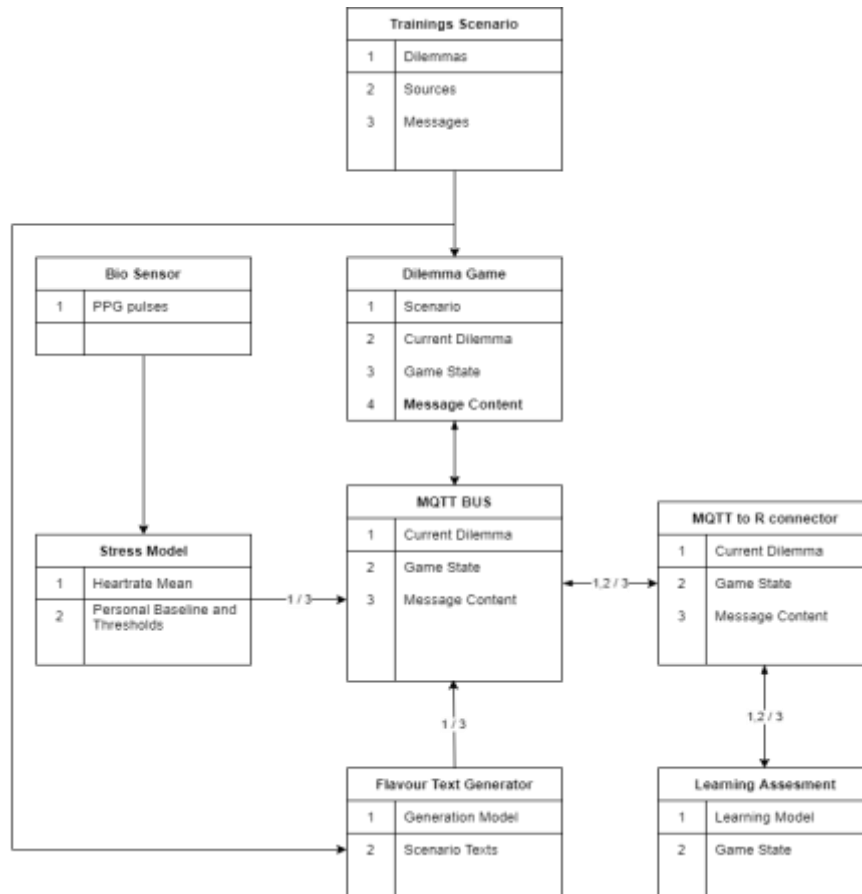 Trainings Scenario
1 Dilemmas
2 Sources
3 Messages
Bio Sensor
1 PPG pulses
Dilemma Game
1 Scenario
2 Current Dilemma
3 Game State
4 Message Content
MQTT BUS
1 Current Dilemma
2 Game State
3 Message Content
MQTT to R connector
1 Current Dilemma
2 Game State
3 Message Content
Stress Model
1 Heartrate Mean
2 Personal Baseline and
Thresholds
1 / 3
1,2 / 3
1 / 3
1,2 / 3
Flavour Text Generator
1 Generation Model
2 Scenario Texts
Learning Assesment
1 Learning Model
2 Game State